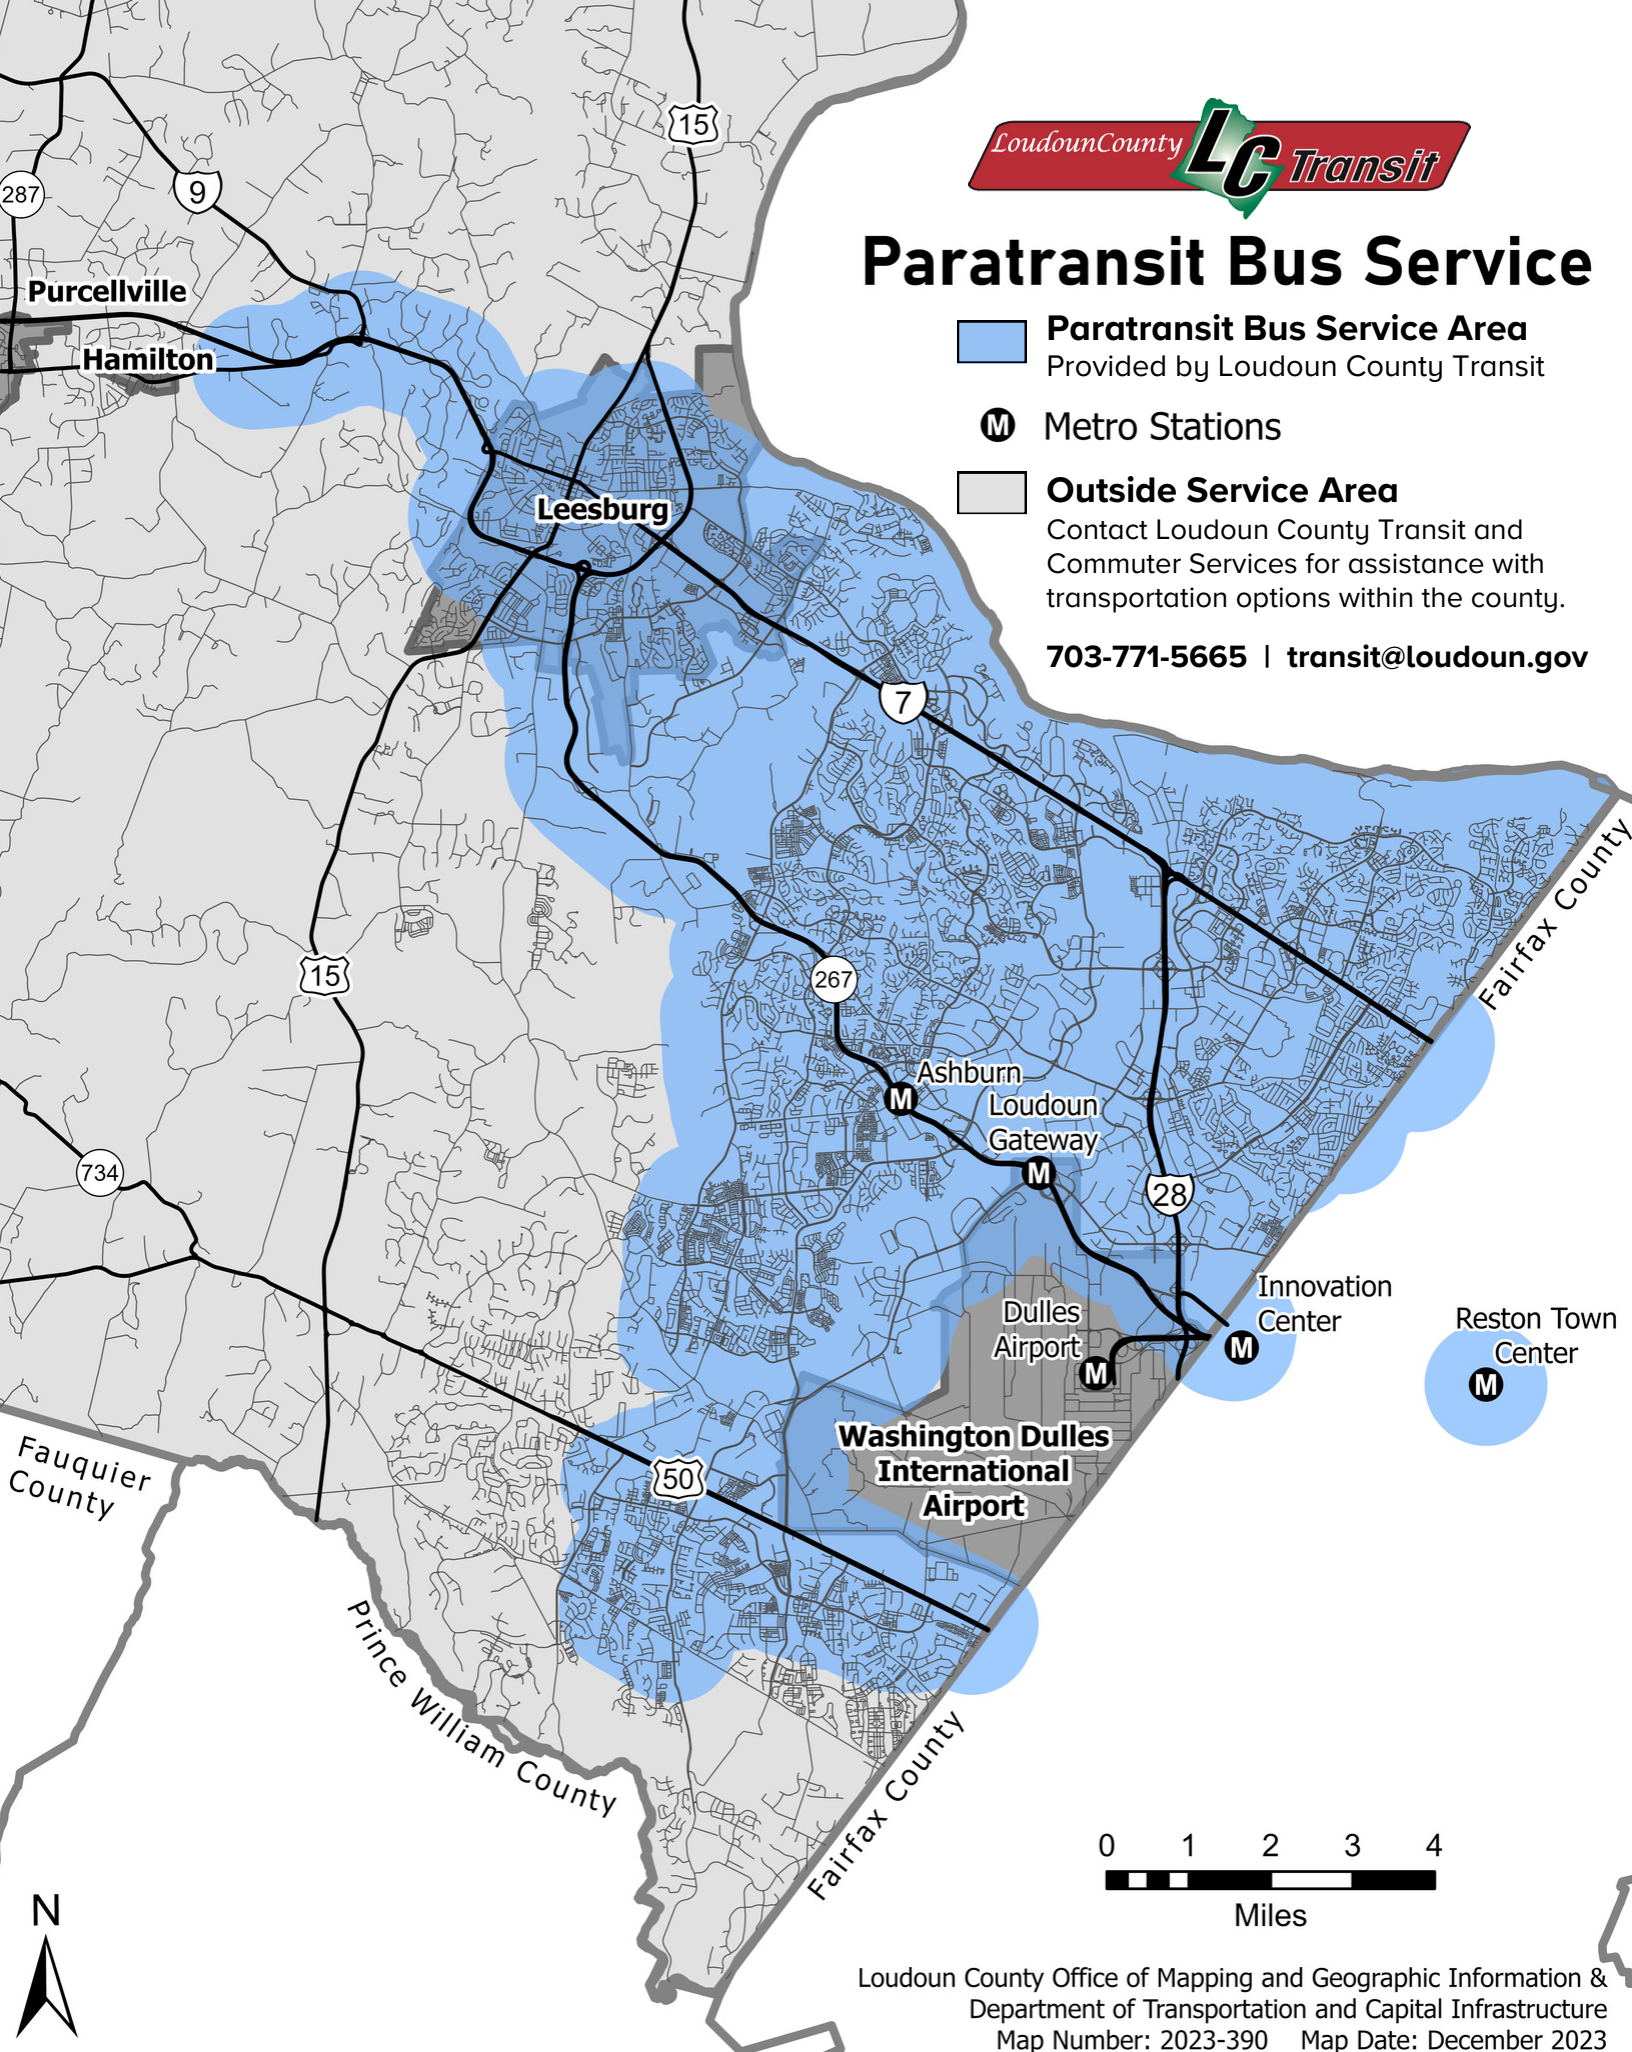 LoudounCounty LC Transit
Paratransit Bus Service
Paratransit Bus Service Area
Provided by Loudoun County Transit
M Metro Stations
Outside Service Area
Contact Loudoun County Transit and
Commuter Services for assistance with
transportation options within the county.
703-771-5665 | transit@loudoun.gov
15
9
287
Purcellville
Hamilton
Leesburg
7
Fairfax County
15
267
Ashburn
M
Loudoun
Gateway
M
734
28
Innovation
Center
M
Dulles
Airport
M
Reston Town
Center
M
Washington Dulles
International
Airport
50
Fauquier
County
Prince William County
Fairfax County
0 1 2 3 4
Miles
N
Loudoun County Office of Mapping and Geographic Information &
Department of Transportation and Capital Infrastructure
Map Number: 2023-390 Map Date: December 2023